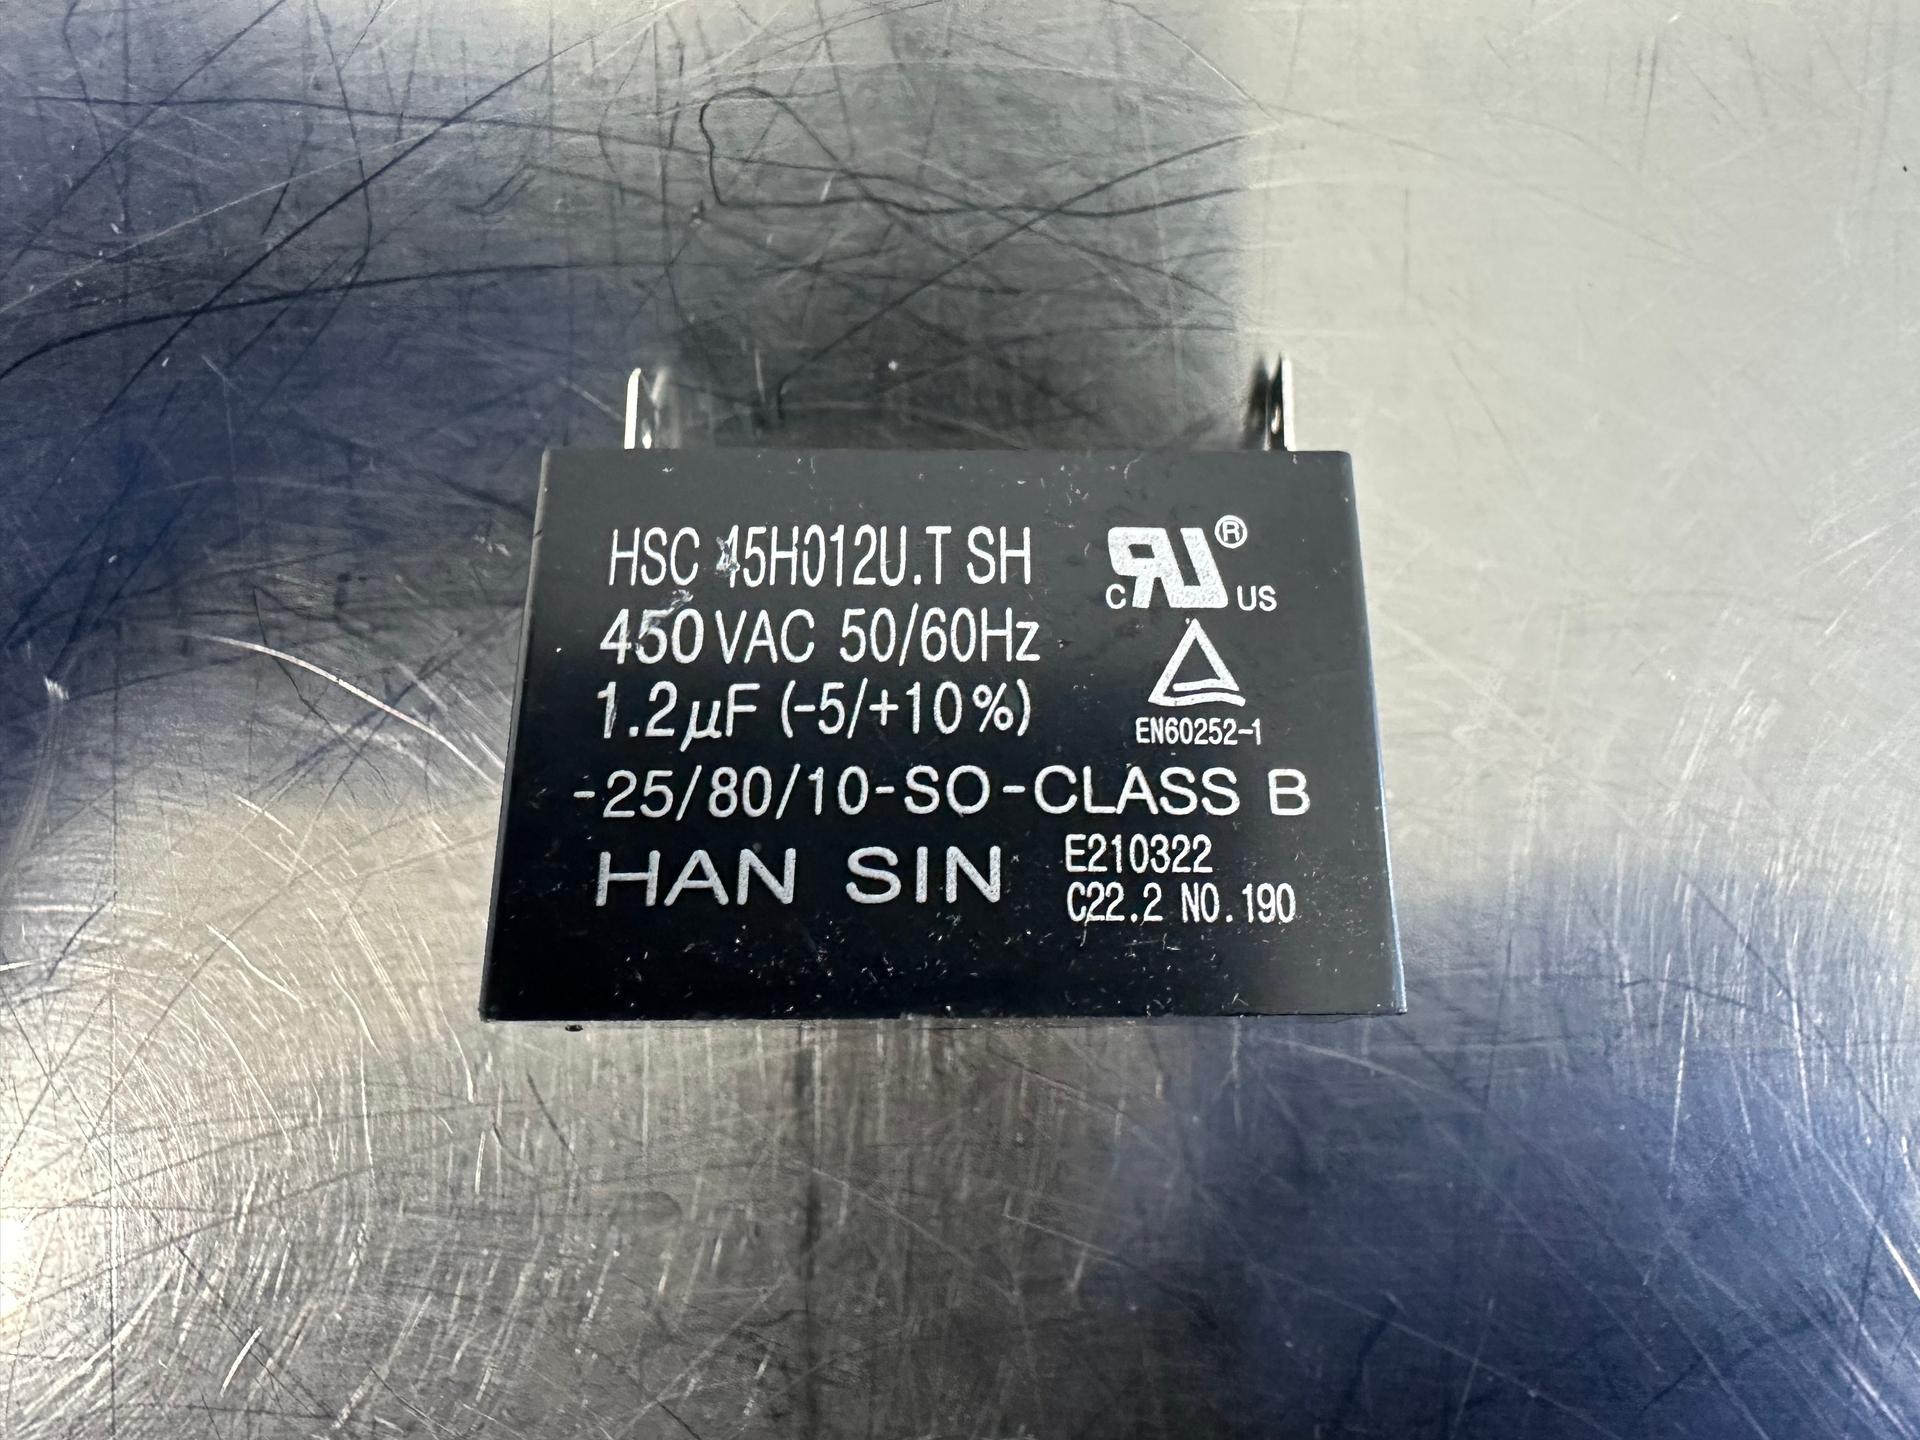 HSC 45H012U.T SH
450VAC 50/60Hz
1.2μF (-5/+10%)
-25/80/10-SO-CLASS B
HAN SIN
c RU ® US
EN60252-1
E210322
C22.2 NO.190